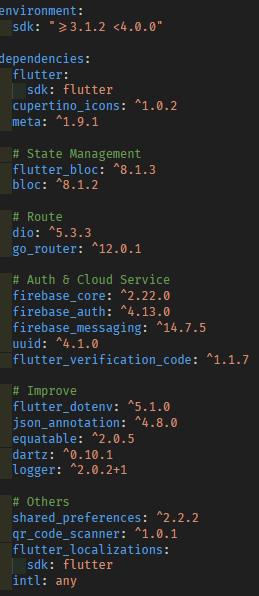 environment:
sdk: ">=3.1.2 <4.0.0"
dependencies:
flutter:
sdk: flutter
cupertino_icons: ^1.0.2
meta: ^1.9.1
# State Management
flutter_bloc: ^8.1.3
bloc: ^8.1.2
# Route
dio: ^5.3.3
go_router: ^12.0.1
# Auth & Cloud Service
firebase_core: ^2.22.0
firebase_auth: ^4.13.0
firebase_messaging: ^14.7.5
uuid: ^4.1.0
flutter_verification_code: ^1.1.7
# Improve
flutter_dotenv: ^5.1.0
json_annotation: ^4.8.0
equatable: ^2.0.5
dartz: ^0.10.1
logger: ^2.0.2+1
# Others
shared_preferences: ^2.2.2
qr_code_scanner: ^1.0.1
flutter_localizations:
sdk: flutter
intl: any